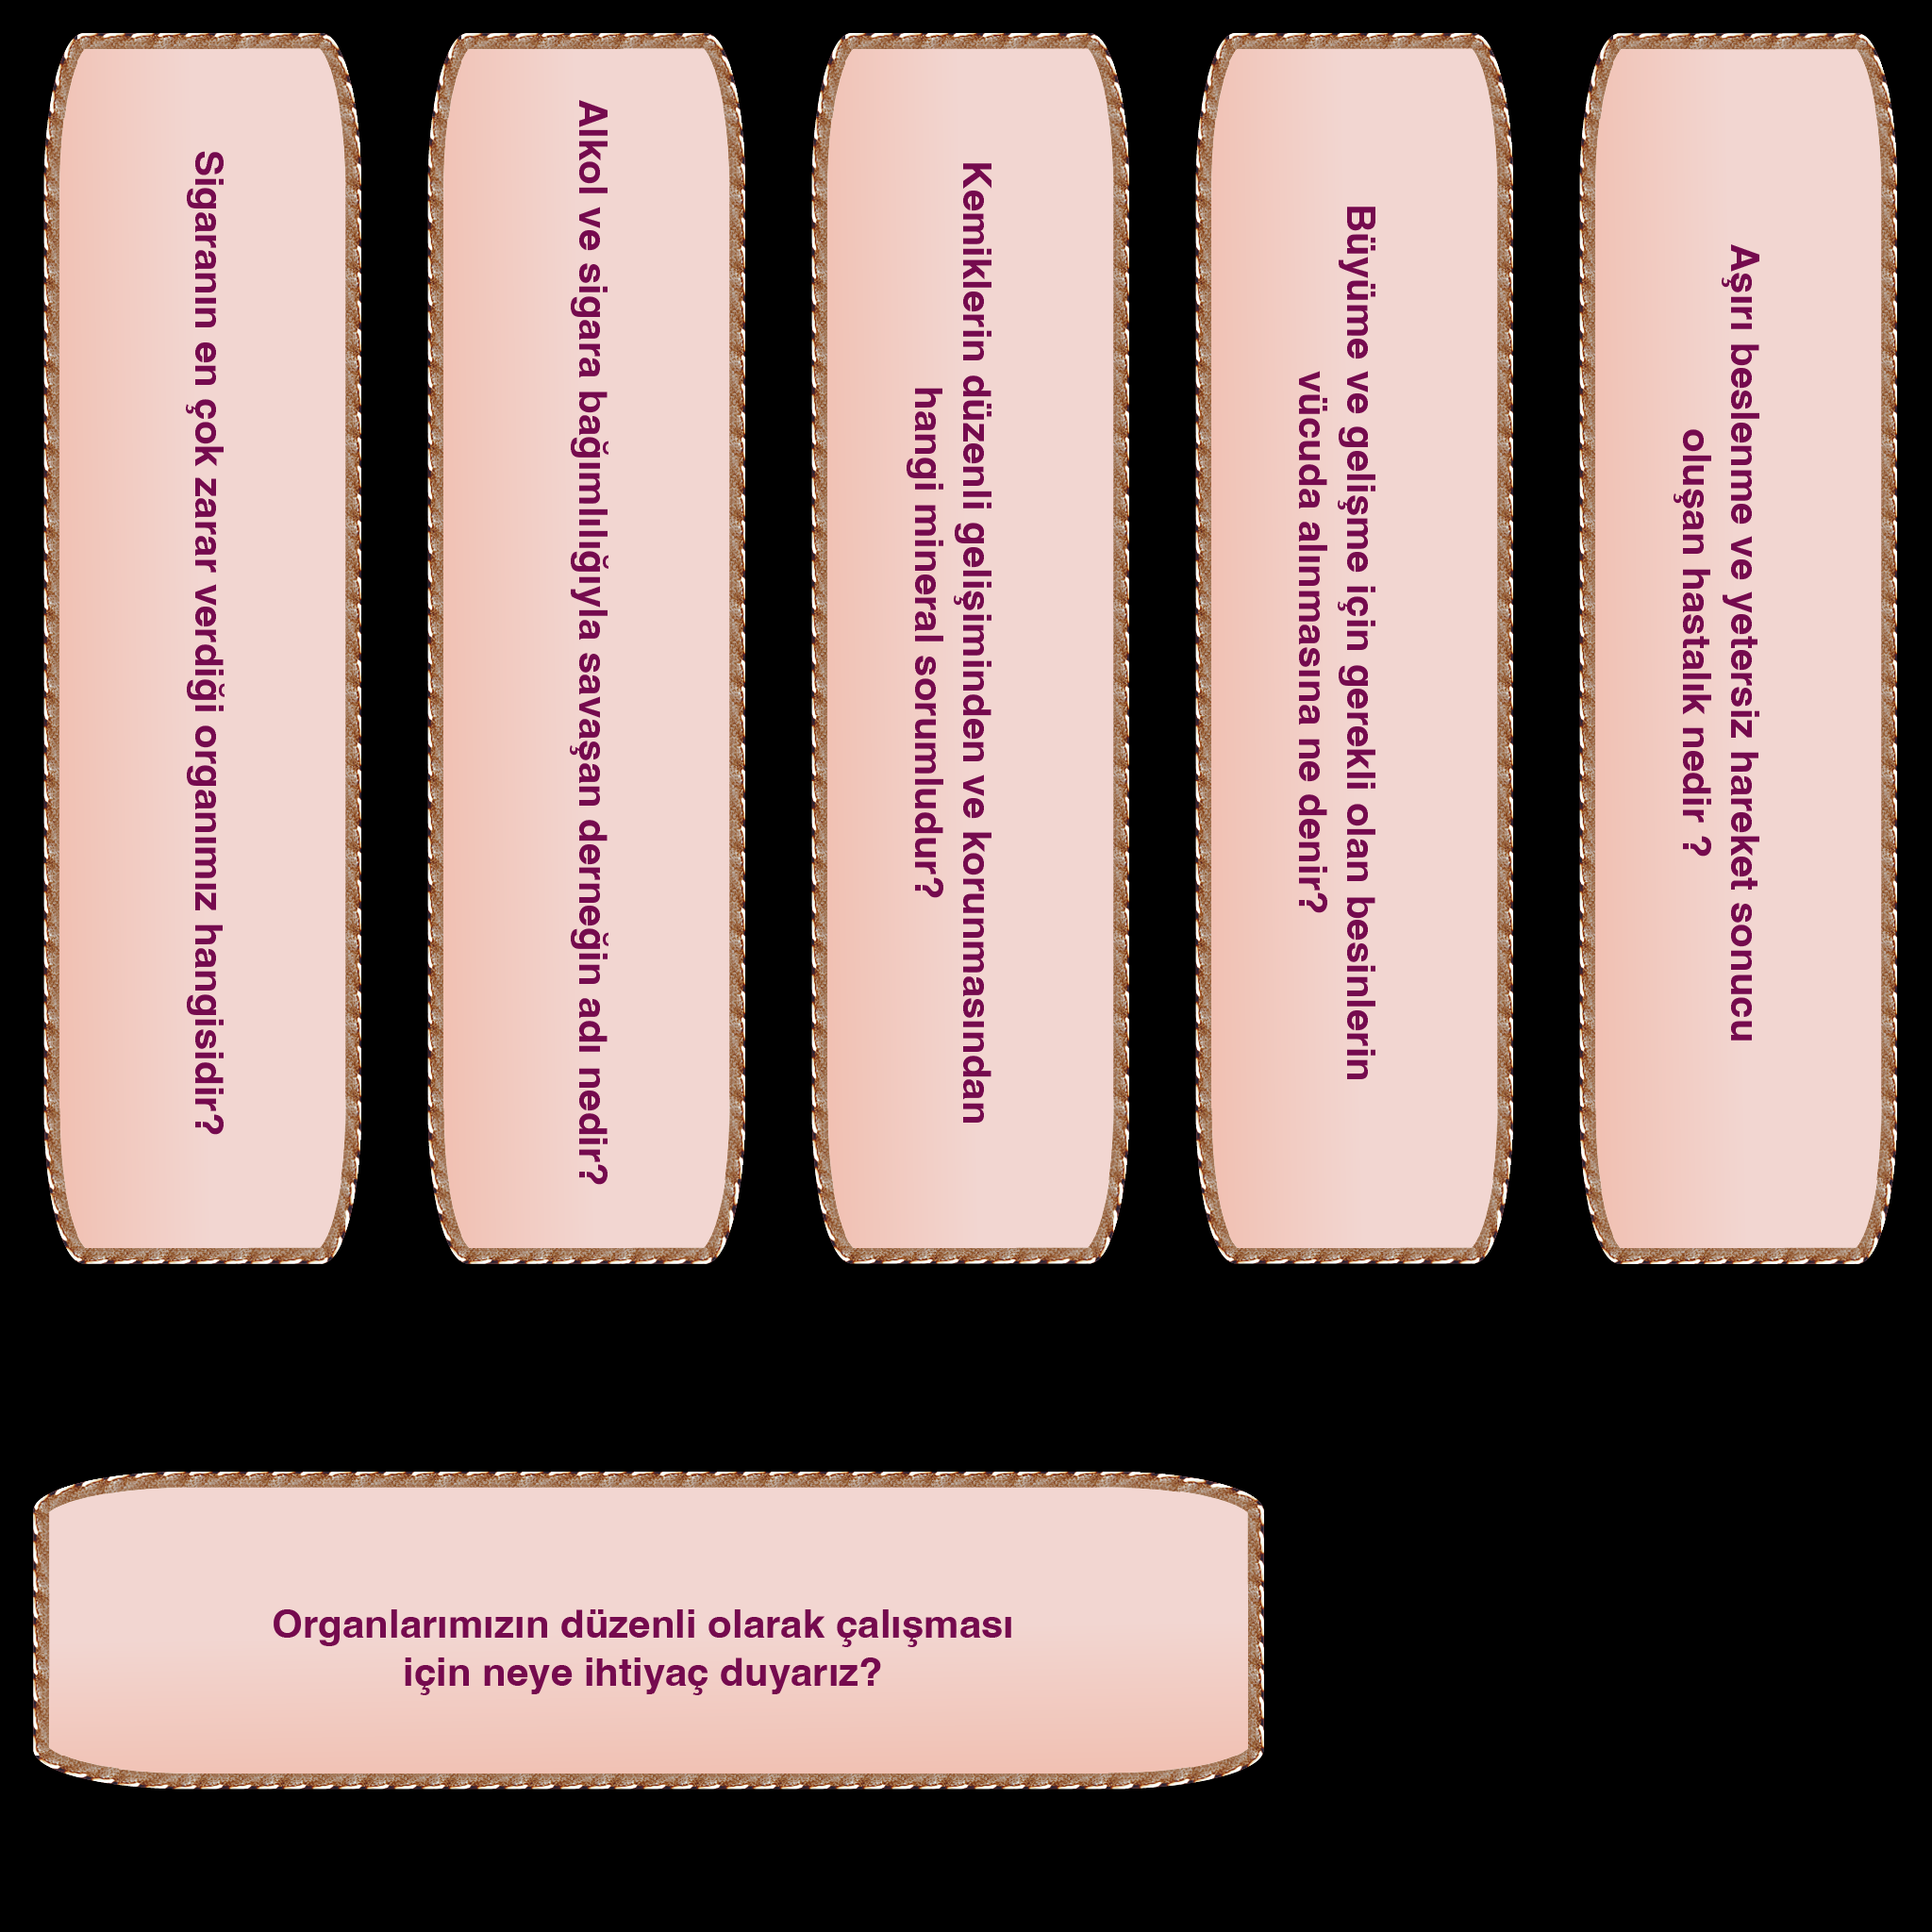 Sigaranın en çok zarar verdiği organımız hangisidir?
Alkol ve sigara bağımlılığıyla savaşan derneğin adı nedir?
Kemiklerin düzenli gelişiminden ve korunmasından
hangi mineral sorumludur?
Büyüme ve gelişme için gerekli olan besinlerin
vücuda alınmasına ne denir?
Aşırı beslenme ve yetersiz hareket sonucu
oluşan hastalık nedir ?
Organlarımızın düzenli olarak çalışması
için neye ihtiyaç duyarız?